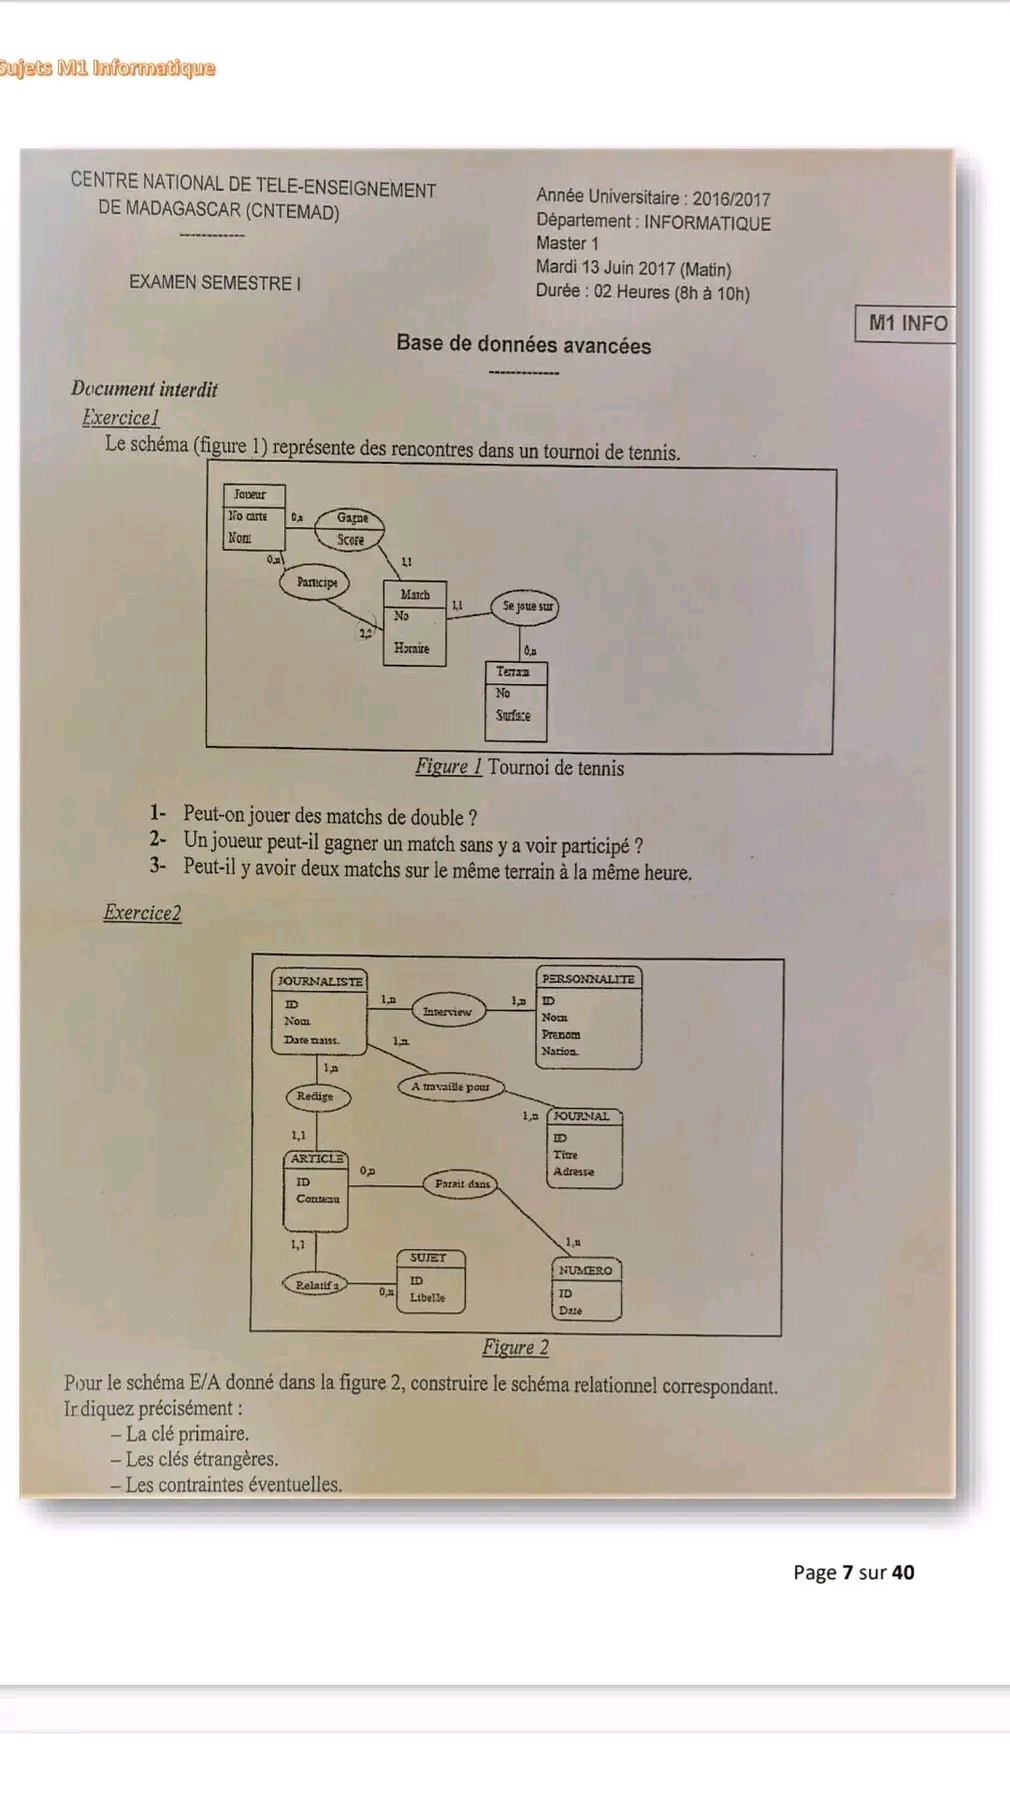 Sujets M1 Informatique
CENTRE NATIONAL DE TELE-ENSEIGNEMENT
DE MADAGASCAR (CNTEMAD)
------------
EXAMEN SEMESTRE I
Année Universitaire : 2016/2017
Département : INFORMATIQUE
Master 1
Mardi 13 Juin 2017 (Matin)
Durée : 02 Heures (8h à 10h)
M1 INFO
Base de données avancées
-------------
Document interdit
Exercice1
Le schéma (figure 1) représente des rencontres dans un tournoi de tennis.
Joueur
No carte
Nom
0,n
Gagne
Score
1,1
0,n
Participe
2,2
Match
No
Horaire
1,1
Se joue sur
0,n
Terrain
No
Surface
Figure 1 Tournoi de tennis
1- Peut-on jouer des matchs de double ?
2- Un joueur peut-il gagner un match sans y a voir participé ?
3- Peut-il y avoir deux matchs sur le même terrain à la même heure.
Exercice2
JOURNALISTE
ID
Nom
Date naiss.
1,n
Interview
1,n
PERSONNALITE
ID
Nom
Prenom
Nation
1,n
A travaille pour
1,n
JOURNAL
ID
Titre
Adresse
1,n
Redige
1,1
ARTICLE
ID
Contenu
0,n
Parait dans
1,n
NUMERO
ID
Date
1,1
Relatif a
0,n
SUJET
ID
Libelle
Figure 2
Pour le schéma E/A donné dans la figure 2, construire le schéma relationnel correspondant.
Indiquez précisément :
– La clé primaire.
– Les clés étrangères.
– Les contraintes éventuelles.
Page 7 sur 40